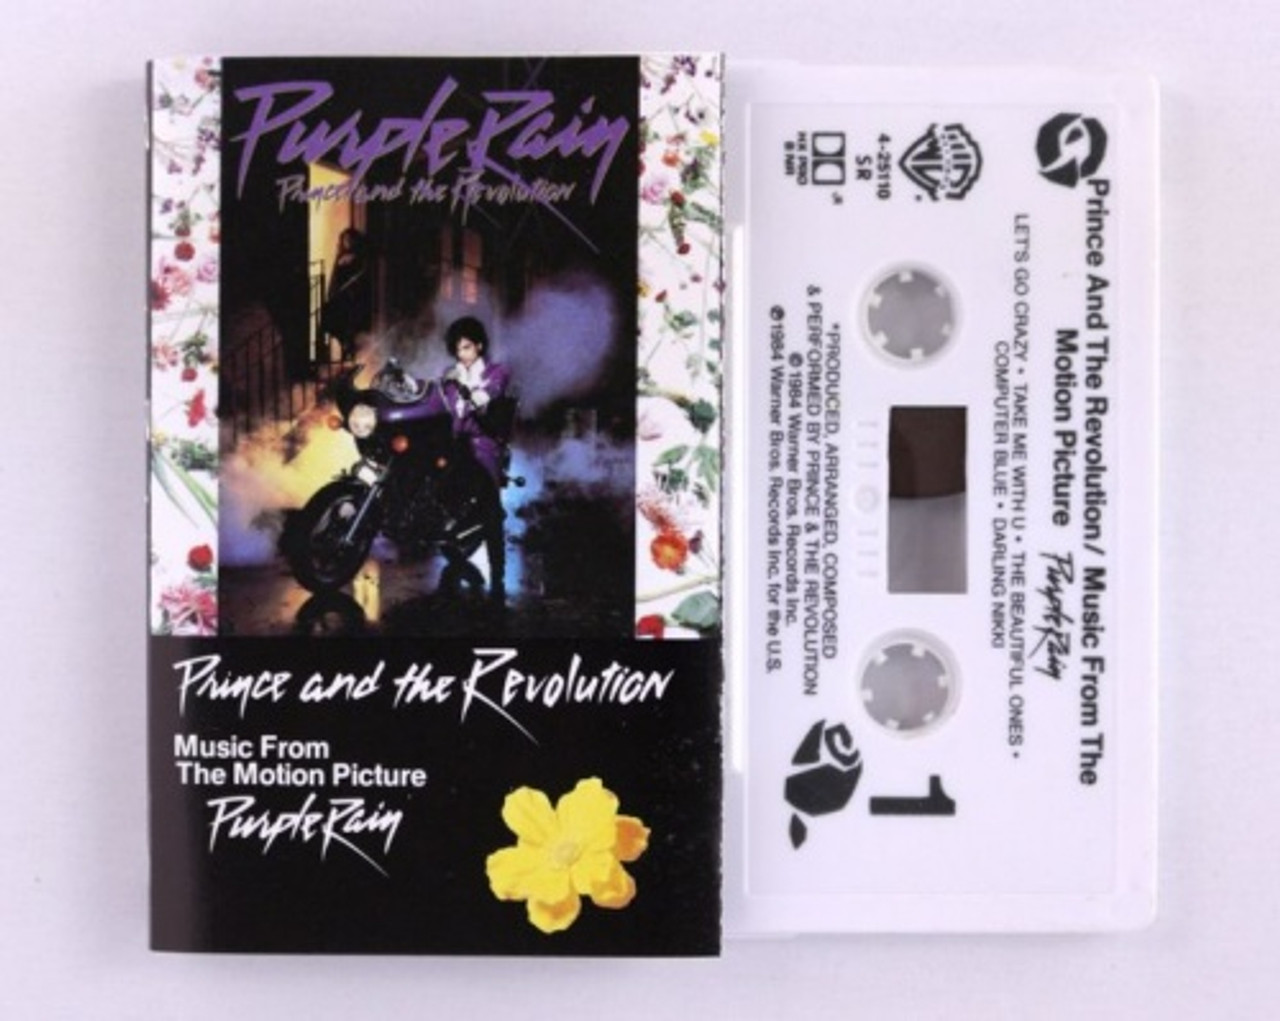 Purple Rain
Prince and the Revolution
Prince and the Revolution
Music From
The Motion Picture
Purple Rain
Prince And The Revolution/ Music From The
Motion Picture Purple Rain
LET'S GO CRAZY • TAKE ME WITH U • THE BEAUTIFUL ONES •
COMPUTER BLUE • DARLING NIKKI
4-25110
SR
HX PRO
B NR
1
*PRODUCED, ARRANGED, COMPOSED
& PERFORMED BY PRINCE & THE REVOLUTION
©1984 Warner Bros. Records Inc.
℗1984 Warner Bros. Records Inc. for the U.S.